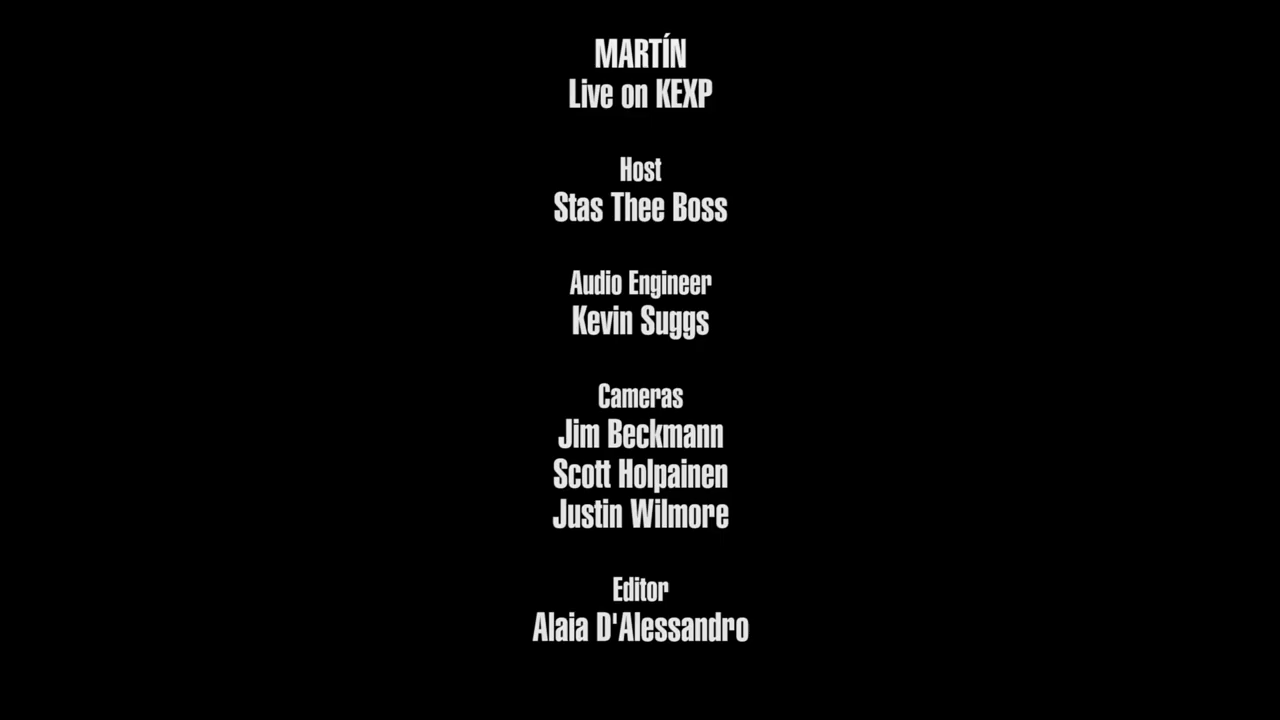 MARTÍN
Live on KEXP
Host
Stas Thee Boss
Audio Engineer
Kevin Suggs
Cameras
Jim Beckmann
Scott Holpainen
Justin Wilmore
Editor
Alaia D'Alessandro